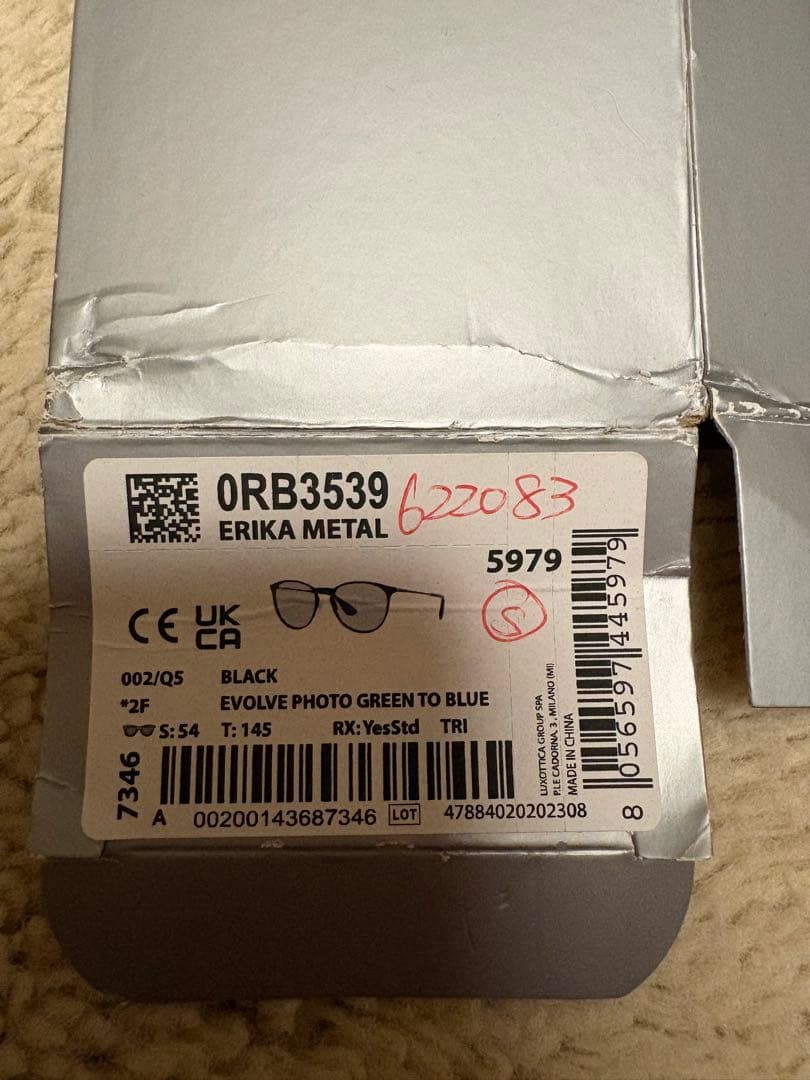 0RB3539 622083
ERIKA METAL
5979
CE UK
CA
S
002/Q5 BLACK
*2F EVOLVE PHOTO GREEN TO BLUE
S: 54 T: 145 RX: YesStd TRI
7346
A 00200143687346 LOT 47884020202308
LUXOTTICA GROUP SPA
P.LE CADORNA, 3, MILANO (MI)
MADE IN CHINA
8 056597 445979